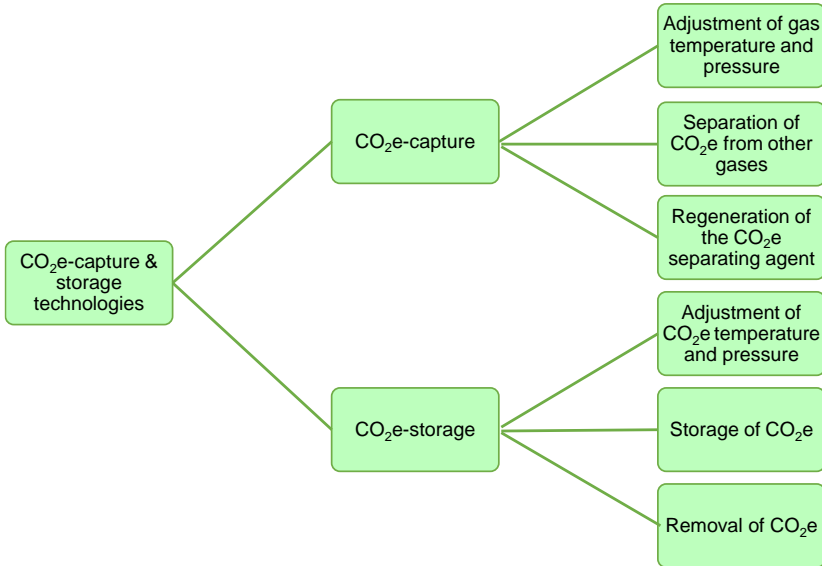 Adjustment of gas
temperature and
pressure
CO₂e-capture
Separation of
CO₂e from other
gases
Regeneration of
the CO₂e
separating agent
CO₂e-capture &
storage
technologies
Adjustment of
CO₂e temperature
and pressure
CO₂e-storage
Storage of CO₂e
Removal of CO₂e